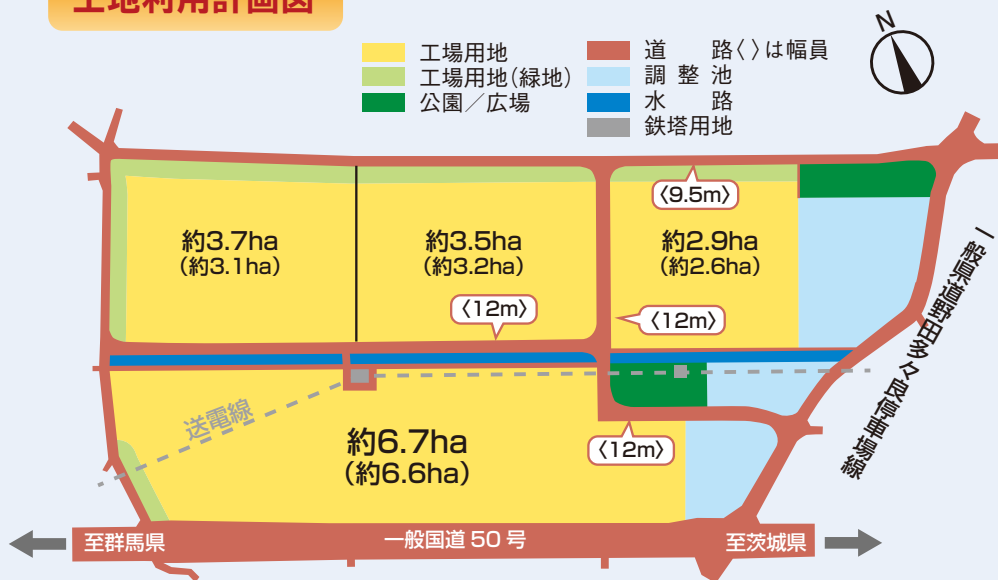 土地利用計画図
N
工場用地
工場用地(緑地)
公園／広場
道　　路〈 〉は幅員
調 整 池
水　　路
鉄塔用地
〈9.5m〉
約3.7ha
(約3.1ha)
約3.5ha
(約3.2ha)
約2.9ha
(約2.6ha)
〈12m〉
〈12m〉
一般県道野田多々良停車場線
送電線
約6.7ha
(約6.6ha)
〈12m〉
至群馬県
一般国道 50 号
至茨城県